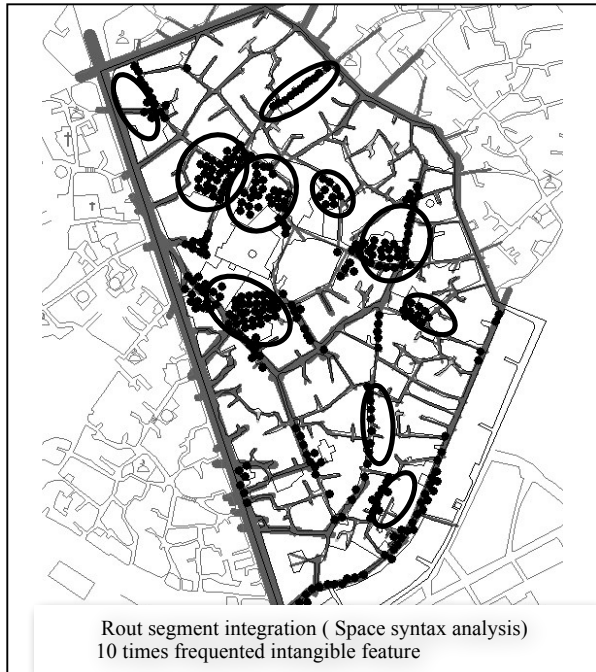 Rout segment integration ( Space syntax analysis)
10 times frequented intangible feature